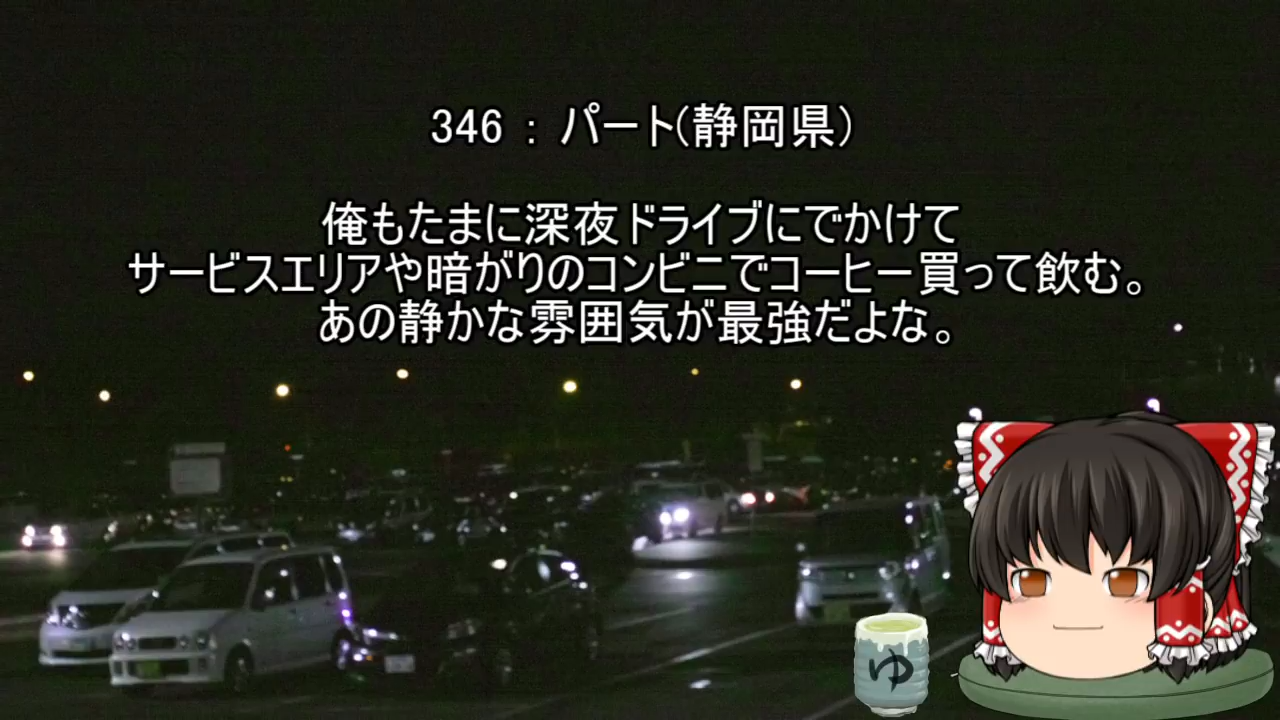 346 : パート(静岡県)
俺もたまに深夜ドライブにでかけて
サービスエリアや暗がりのコンビニでコーヒー買って飲む。
あの静かな雰囲気が最強だよな。
ゆ